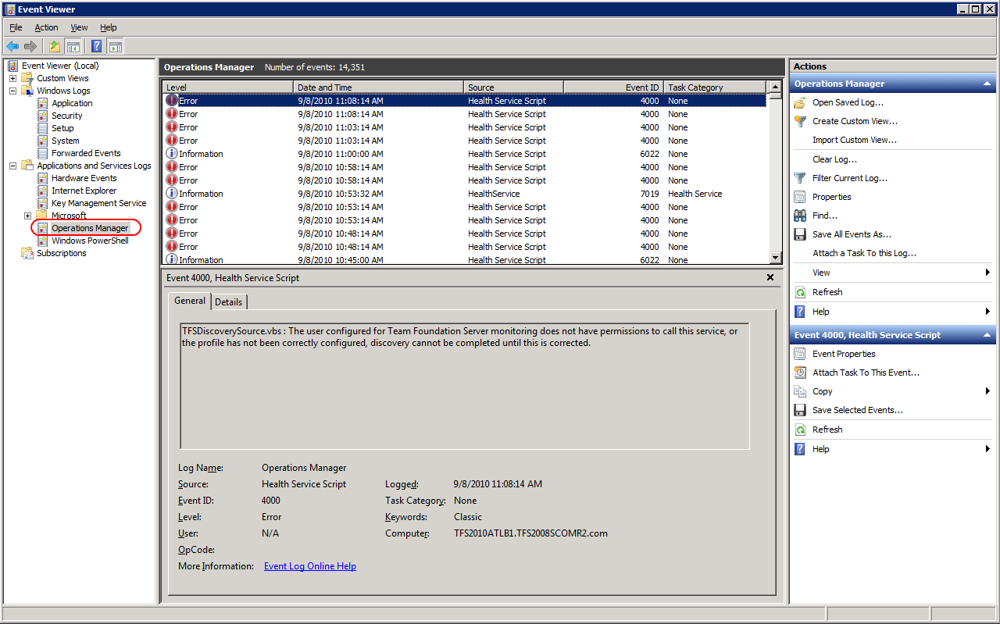 Event Viewer
File Action View Help
Event Viewer (Local)
Custom Views
Windows Logs
Application
Security
Setup
System
Forwarded Events
Applications and Services Logs
Hardware Events
Internet Explorer
Key Management Service
Microsoft
Operations Manager
Windows PowerShell
Subscriptions
Operations Manager Number of events: 14,351
Level Date and Time Source Event ID Task Category
Error 9/8/2010 11:08:14 AM Health Service Script 4000 None
Error 9/8/2010 11:08:14 AM Health Service Script 4000 None
Error 9/8/2010 11:03:14 AM Health Service Script 4000 None
Error 9/8/2010 11:03:14 AM Health Service Script 4000 None
Information 9/8/2010 11:00:00 AM Health Service Script 6022 None
Error 9/8/2010 10:58:14 AM Health Service Script 4000 None
Error 9/8/2010 10:58:14 AM Health Service Script 4000 None
Information 9/8/2010 10:53:32 AM HealthService 7019 Health Service
Error 9/8/2010 10:53:14 AM Health Service Script 4000 None
Error 9/8/2010 10:53:14 AM Health Service Script 4000 None
Error 9/8/2010 10:48:14 AM Health Service Script 4000 None
Error 9/8/2010 10:48:14 AM Health Service Script 4000 None
Information 9/8/2010 10:45:00 AM Health Service Script 6022 None
Event 4000, Health Service Script
General Details
TFSDiscoverySource.vbs : The user configured for Team Foundation Server monitoring does not have permissions to call this service, or
the profile has not been correctly configured, discovery cannot be completed until this is corrected.
Log Name: Operations Manager
Source: Health Service Script Logged: 9/8/2010 11:08:14 AM
Event ID: 4000 Task Category: None
Level: Error Keywords: Classic
User: N/A Computer: TFS2010ATLB1.TFS2008SCOMR2.com
OpCode:
More Information: Event Log Online Help
Actions
Operations Manager
Open Saved Log...
Create Custom View...
Import Custom View...
Clear Log...
Filter Current Log...
Properties
Find...
Save All Events As...
Attach a Task To this Log...
View
Refresh
Help
Event 4000, Health Service Script
Event Properties
Attach Task To This Event...
Copy
Save Selected Events...
Refresh
Help